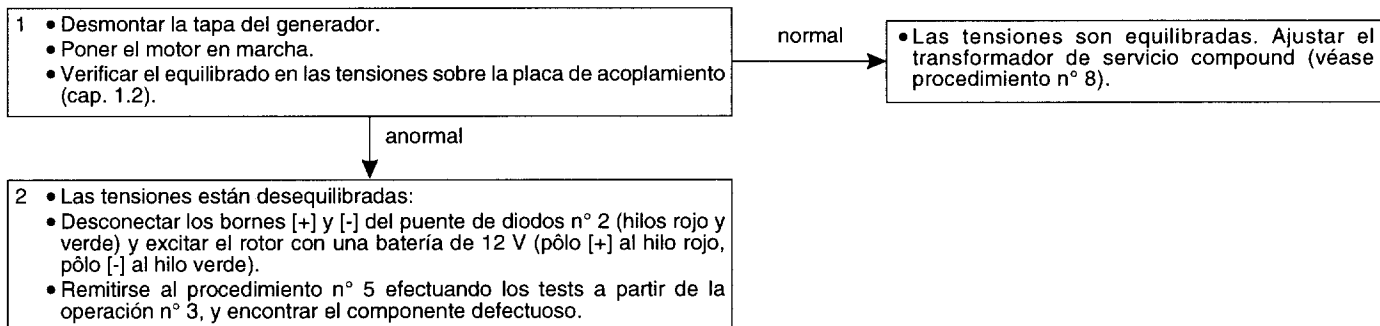 1 • Desmontar la tapa del generador.
• Poner el motor en marcha.
• Verificar el equilibrado en las tensiones sobre la placa de acoplamiento
(cap. 1.2).
normal
• Las tensiones son equilibradas. Ajustar el
transformador de servicio compound (véase
procedimiento n° 8).
anormal
2 • Las tensiones están desequilibradas:
• Desconectar los bornes [+] y [-] del puente de diodos n° 2 (hilos rojo y
verde) y excitar el rotor con una batería de 12 V (pôlo [+] al hilo rojo,
pôlo [-] al hilo verde).
• Remitirse al procedimiento n° 5 efectuando los tests a partir de la
operación n° 3, y encontrar el componente defectuoso.